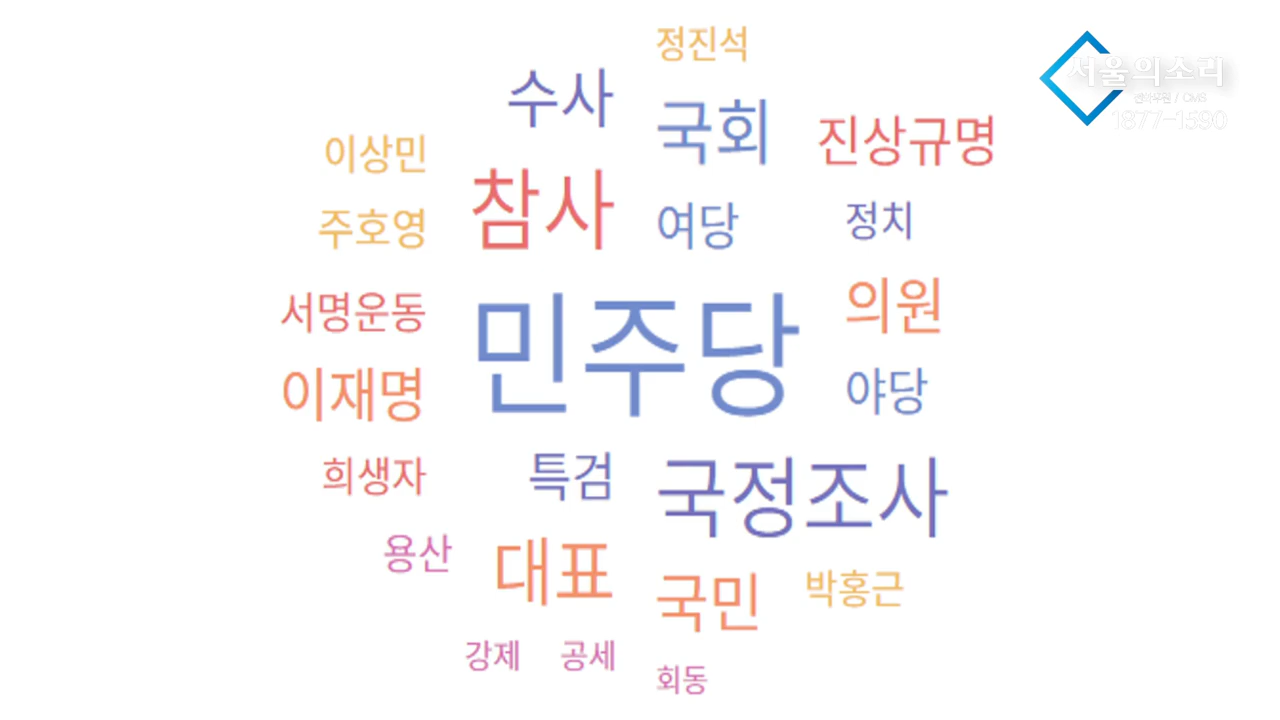 정진석
수사
국회
서울의소리
1877-1590
이상민
참사
진상규명
주호영
여당
정치
서명운동
민주당
의원
이재명
야당
희생자
특검
국정조사
용산
대표
국민
박홍근
강제
공세
회동